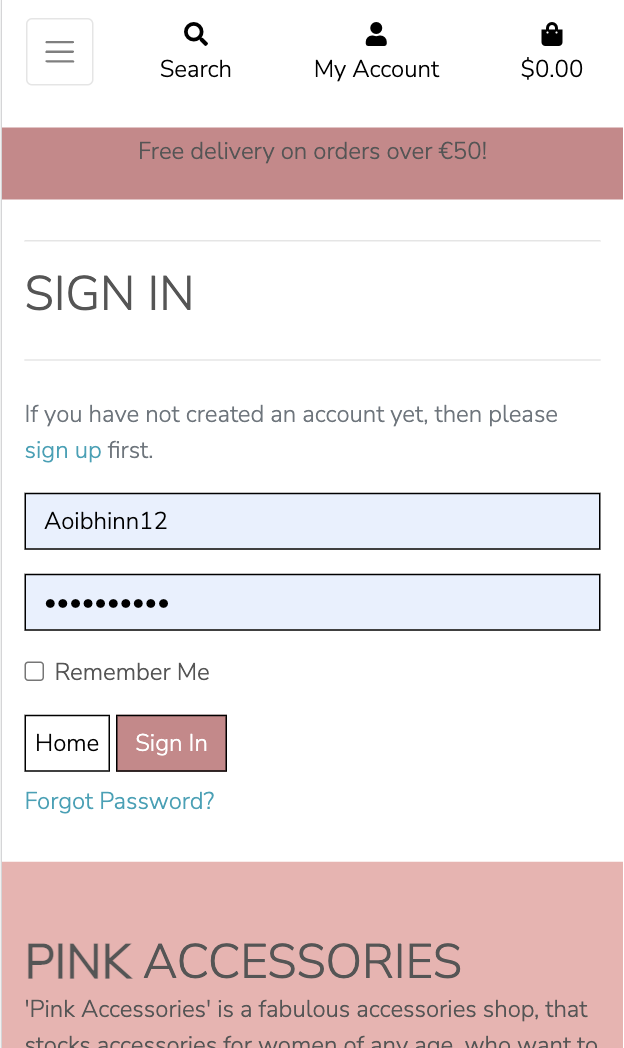 Search
My Account
$0.00
Free delivery on orders over €50!
SIGN IN
If you have not created an account yet, then please
sign up first.
Aoibhinn12
••••••••••
Remember Me
Home
Sign In
Forgot Password?
PINK ACCESSORIES
'Pink Accessories' is a fabulous accessories shop, that
stocks accessories for women of any age, who want to